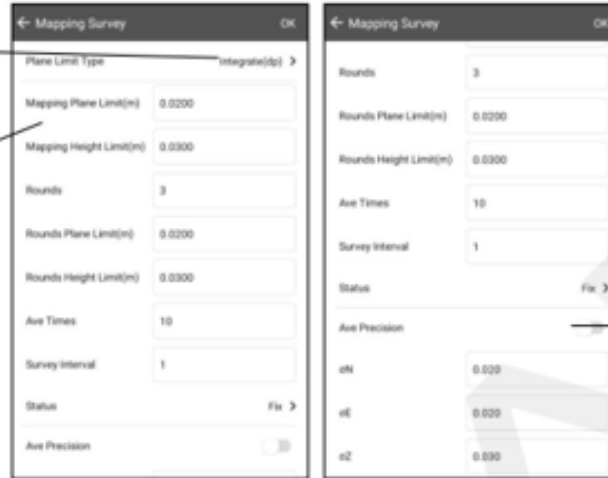 ← Mapping Survey OK
Plane Limit Type Integrate(dp) >
Mapping Plane Limit(m) 0.0200
Mapping Height Limit(m) 0.0300
Rounds 3
Rounds Plane Limit(m) 0.0200
Rounds Height Limit(m) 0.0300
Ave Times 10
Survey Interval 1
Status Fix >
Ave Precision
← Mapping Survey OK
Rounds 3
Rounds Plane Limit(m) 0.0200
Rounds Height Limit(m) 0.0300
Ave Times 10
Survey Interval 1
Status Fix >
Ave Precision
σN 0.020
σE 0.020
σZ 0.030